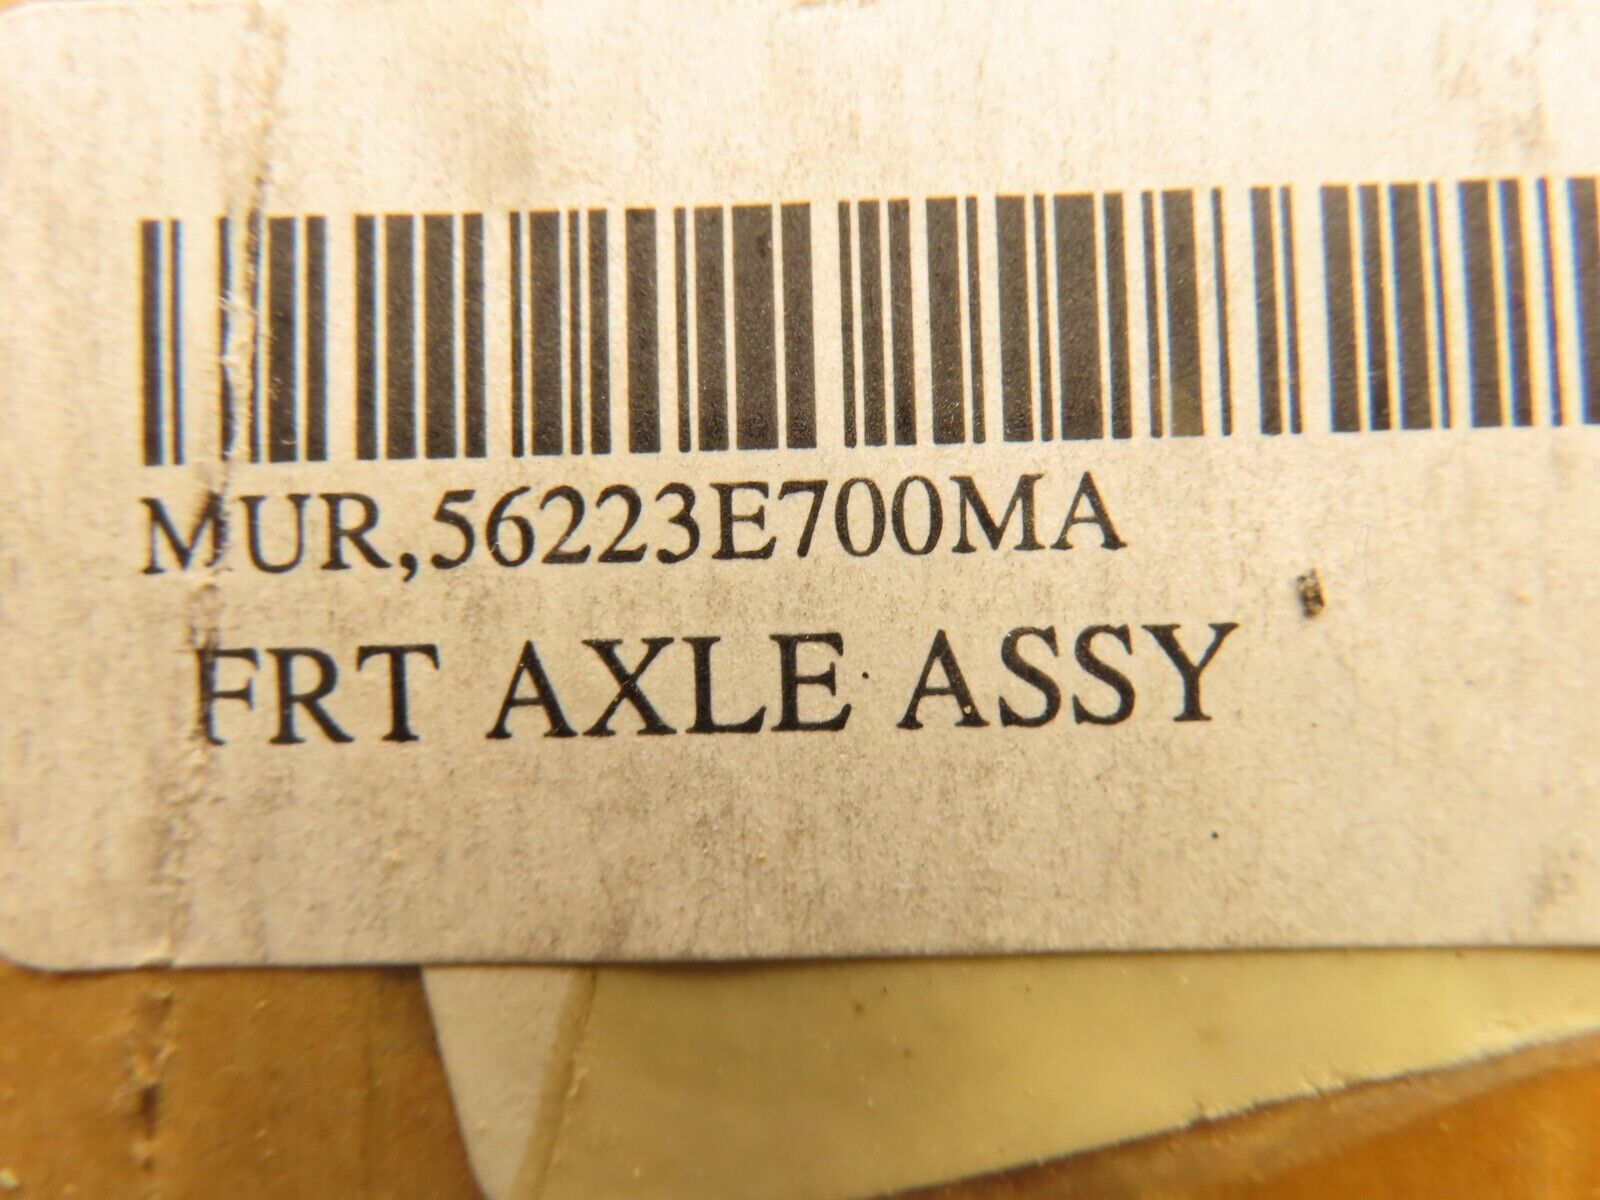 MUR,56223E700MA
FRT AXLE ASSY